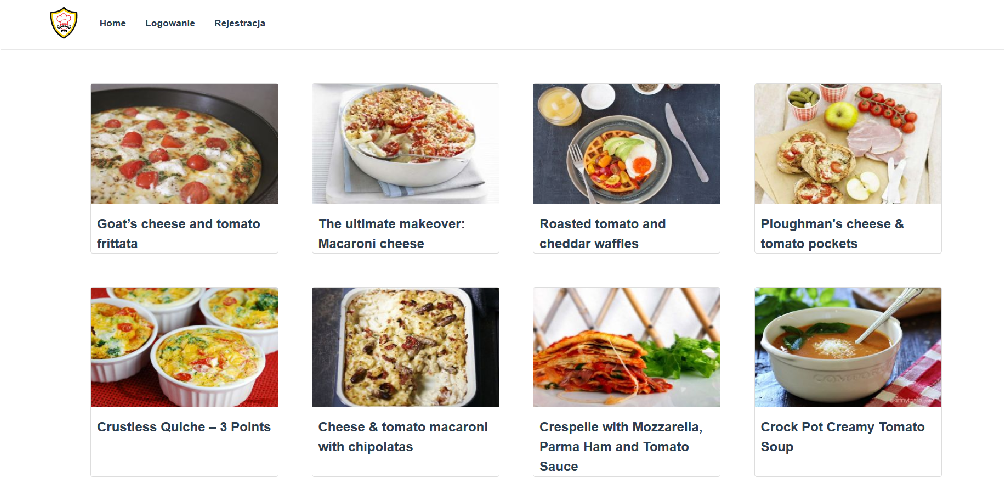 Home Logowanie Rejestracja
Goat's cheese and tomato
frittata
The ultimate makeover:
Macaroni cheese
Roasted tomato and
cheddar waffles
Ploughman's cheese &
tomato pockets
Crustless Quiche – 3 Points
Cheese & tomato macaroni
with chipolatas
Crespelle with Mozzarella,
Parma Ham and Tomato
Sauce
Crock Pot Creamy Tomato
Soup